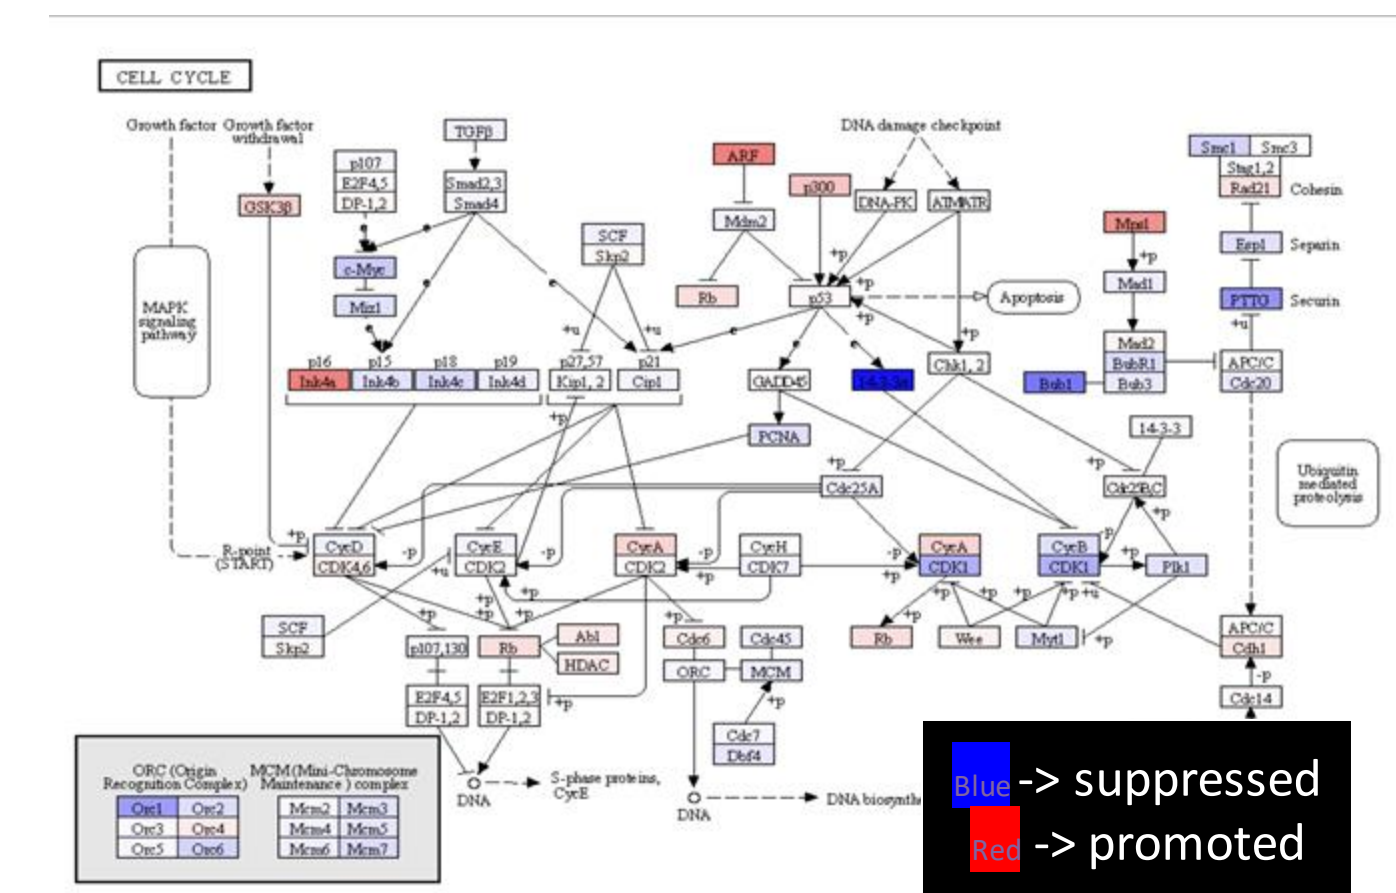 CELL CYCLE
Growth factor
Growth factor
withdrawal
TGFβ
DNA damage checkpoint
ARF
p300
DNA-PK
ATM/ATR
Smc1
Smc3
Stag1,2
Rad21
Cohesin
p107
E2F4,5
DP-1,2
Smad2,3
Smad4
GSK3β
Mdm2
Mps1
+p
SCF
Skp2
Esp1
Separin
c-Myc
e
e
Miz1
e
e
e
Rb
p53
+p
+p
+p
Apoptosis
Mad1
PTTG
Securin
+u
MAPK
signaling
pathway
+u
+u
e
e
e
+p
Mad2
BubR1
Bub3
Bub1
APC/C
Cdc20
p16
p15
p18
p19
p27,57
p21
Ink4a
Ink4b
Ink4c
Ink4d
Kip1, 2
Cip1
GADD45
14-3-3σ
Chk1, 2
+p
PCNA
14-3-3
+p
+p
Cdc25A
Cdc25B,C
Ubiquitin
mediated
proteolysis
R-point
(START)
+p
CycD
CDK4,6
-p
CycE
CDK2
+u
-p
CycA
CDK2
-p
+p
CycH
CDK7
-p
+p
CycA
CDK1
CycB
CDK1
-p
+p
Plk1
+p
+p
+p
+p
+p
+p
+p
+p
+p
+u
+p
SCF
Skp2
p107,130
Rb
Abl
HDAC
Cdc6
Cdc45
ORC
MCM
Rb
Wee
Myt1
APC/C
Cdh1
-p
Cdc14
E2F4,5
DP-1,2
E2F1,2,3
DP-1,2
+p
+p
Cdc7
Dbf4
DNA
S-phase proteins,
CycE
DNA
DNA biosynth
ORC (Origin
Recognition Complex)
MCM (Mini-Chromosome
Maintenance ) complex
Orc1
Orc2
Mcm2
Mcm3
Orc3
Orc4
Mcm4
Mcm5
Orc5
Orc6
Mcm6
Mcm7
Blue -> suppressed
Red -> promoted